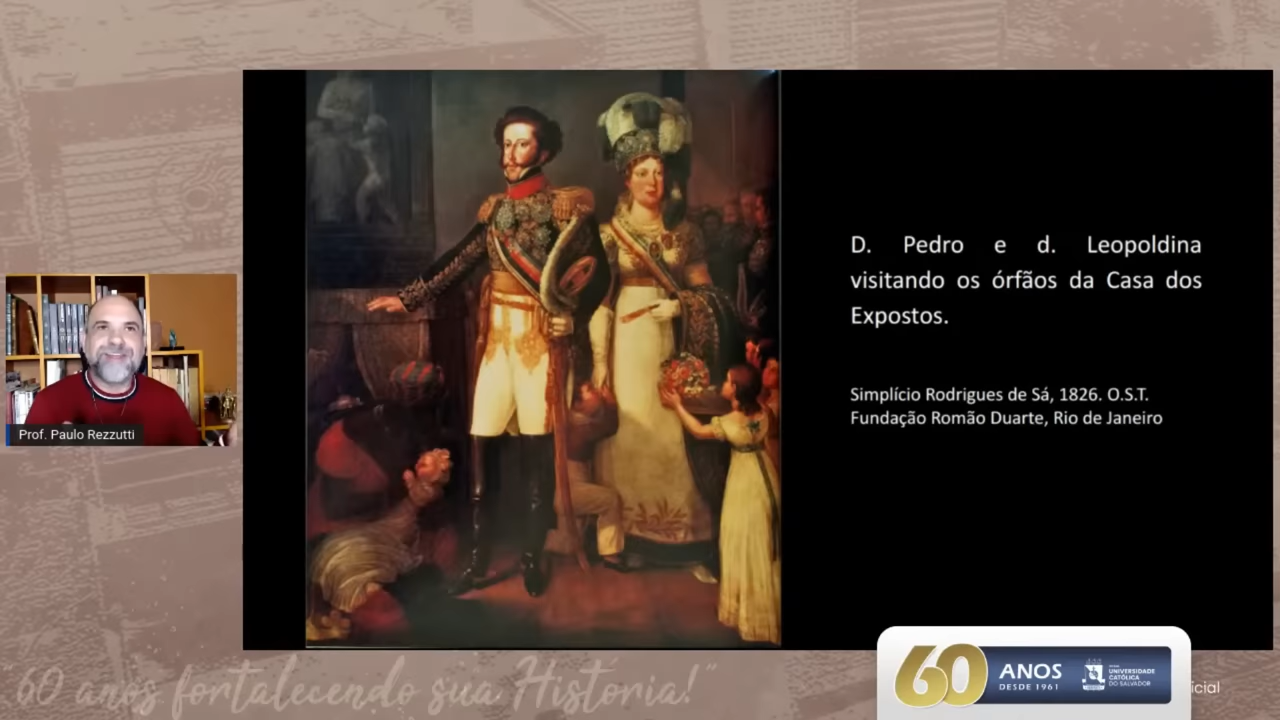 D. Pedro e d. Leopoldina
visitando os órfãos da Casa dos
Expostos.
Simplício Rodrigues de Sá, 1826. O.S.T.
Fundação Romão Duarte, Rio de Janeiro
Prof. Paulo Rezzutti
"60 anos fortalecendo sua História!"
60 ANOS
DESDE 1961
UNIVERSIDADE
CATÓLICA
DO SALVADOR
icial